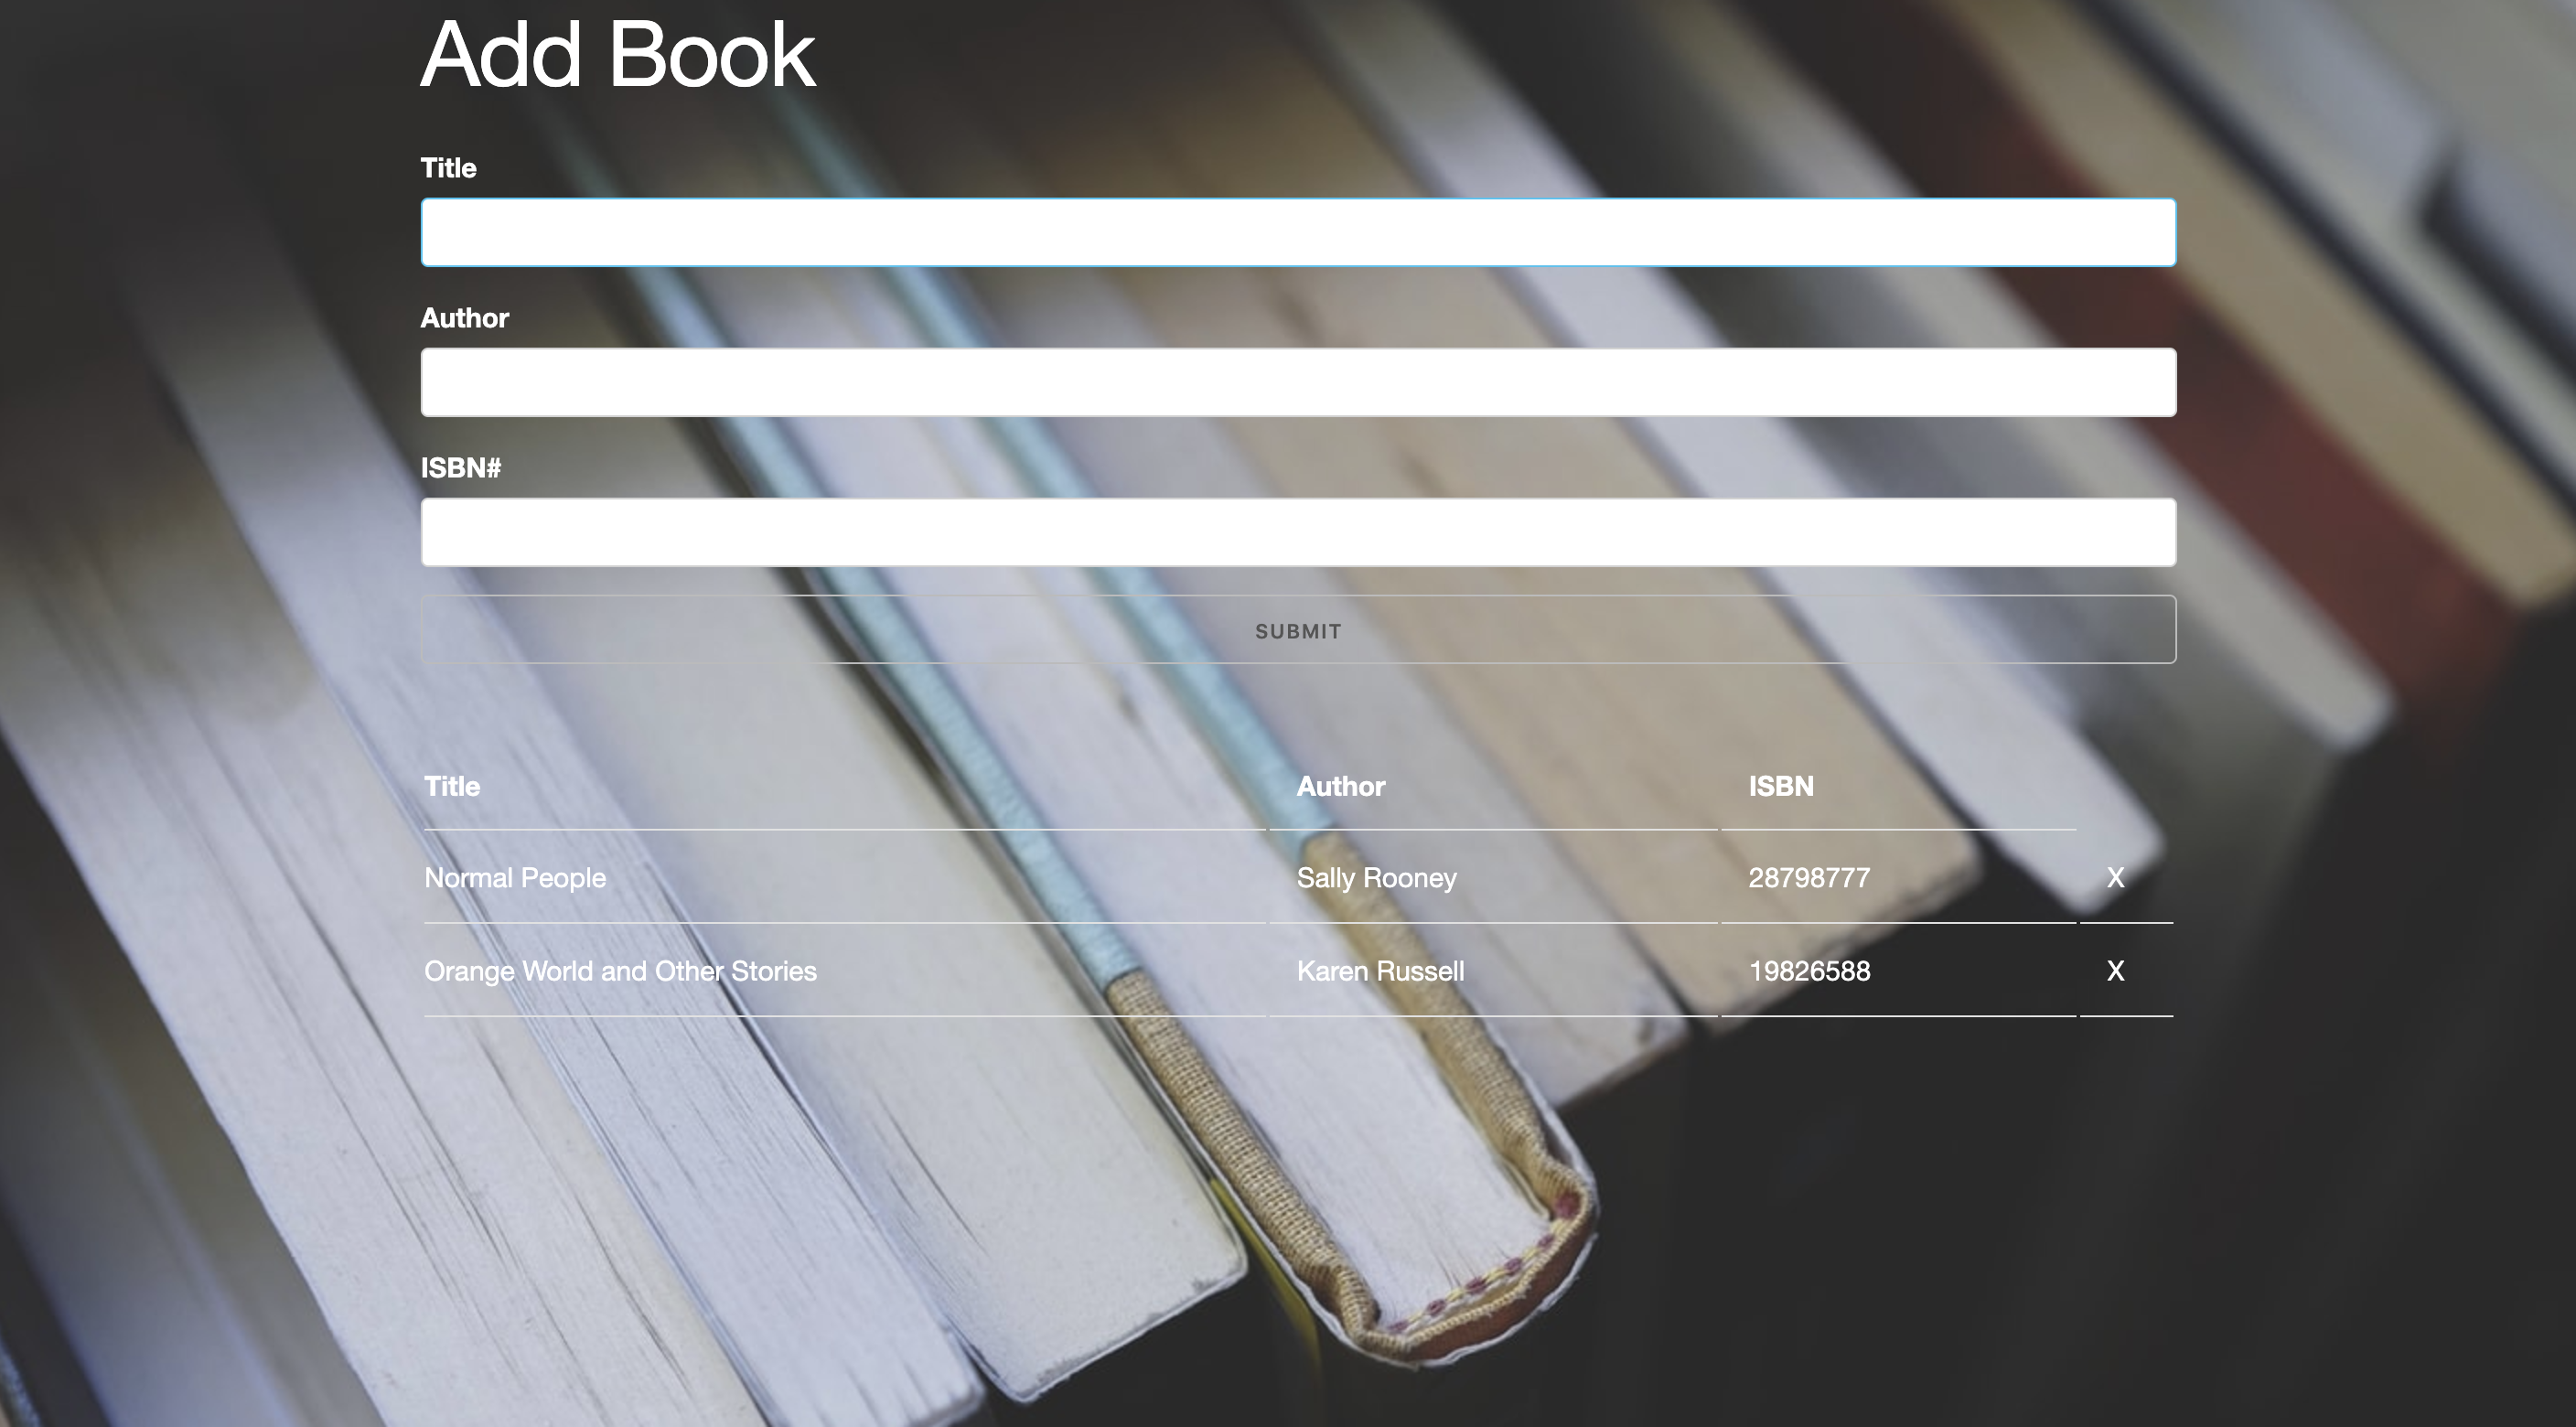 Add Book
Title
Author
ISBN#
SUBMIT
Title Author ISBN
Normal People Sally Rooney 28798777 X
Orange World and Other Stories Karen Russell 19826588 X